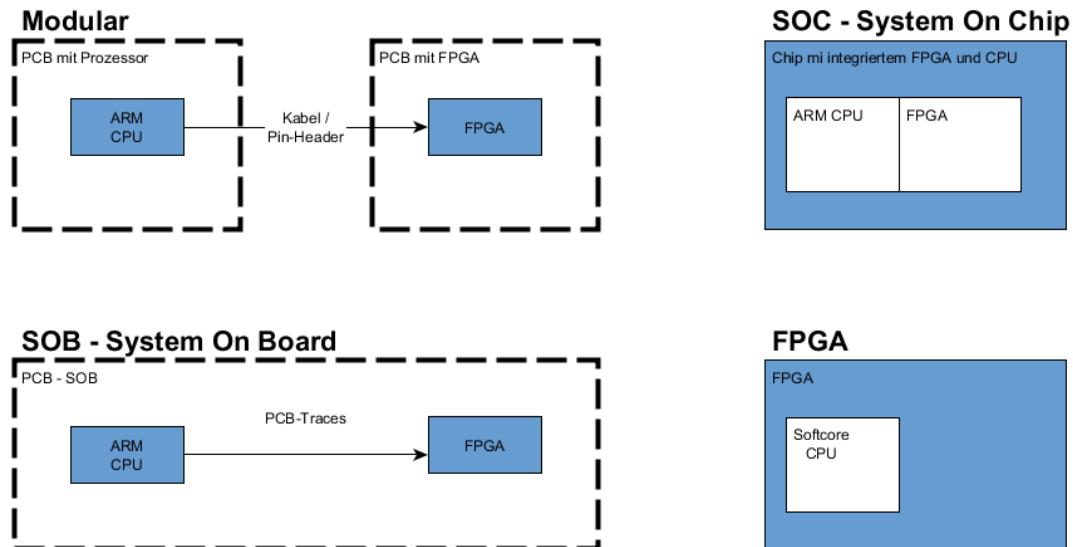 Modular
PCB mit Prozessor
ARM
CPU
Kabel /
Pin-Header
PCB mit FPGA
FPGA
SOC - System On Chip
Chip mi integriertem FPGA und CPU
ARM CPU
FPGA
SOB - System On Board
PCB - SOB
ARM
CPU
PCB-Traces
FPGA
FPGA
FPGA
Softcore
CPU